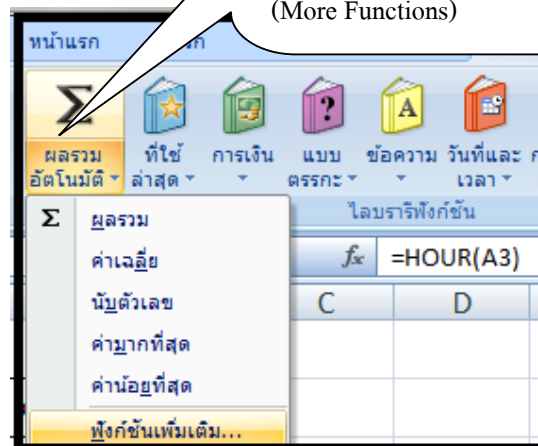 (More Functions)
หน้าแรก
Σ
ผลรวม อัตโนมัติ
ที่ใช้ ล่าสุด
การเงิน
แบบ ตรรกะ
ข้อความ
วันที่และ เวลา
ไลบรารีฟังก์ชัน
Σ ผลรวม
fx =HOUR(A3)
ค่าเฉลี่ย
C D
นับตัวเลข
ค่ามากที่สุด
ค่าน้อยที่สุด
ฟังก์ชันเพิ่มเติม...